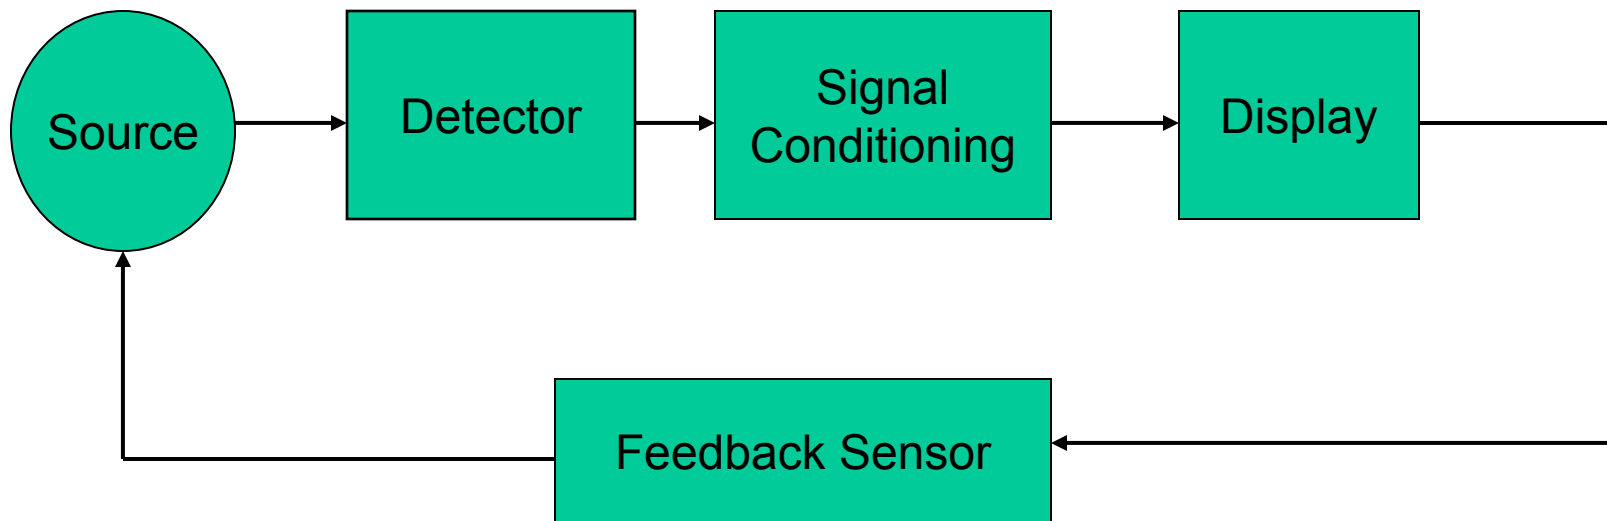 Source
Detector
Signal
Conditioning
Display
Feedback Sensor